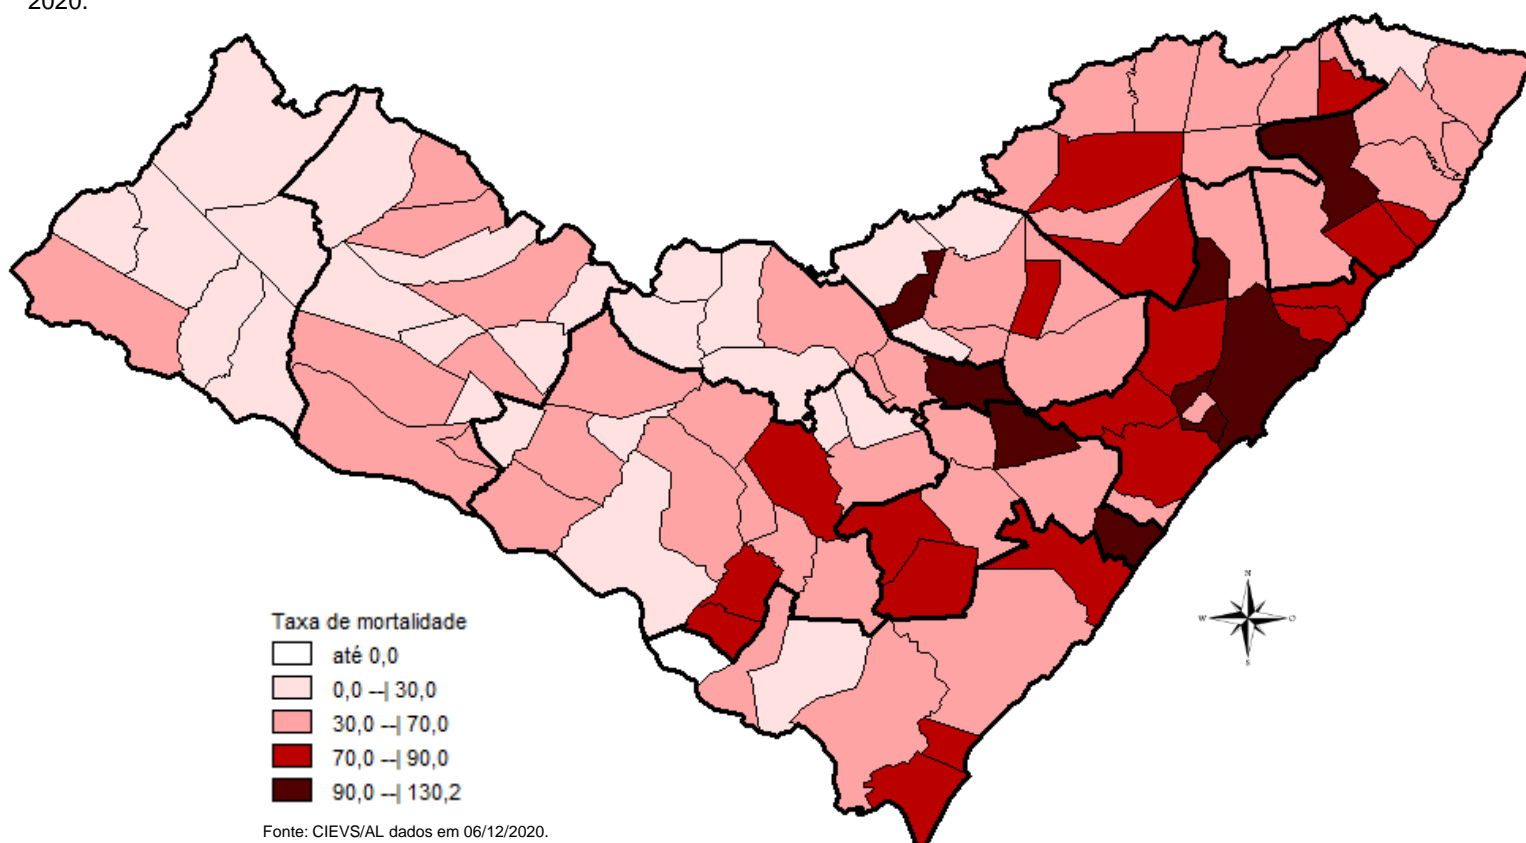 2020.
N
W
O
S
Taxa de mortalidade
até 0,0
0,0 --| 30,0
30,0 --| 70,0
70,0 --| 90,0
90,0 --| 130,2
Fonte: CIEVS/AL dados em 06/12/2020.